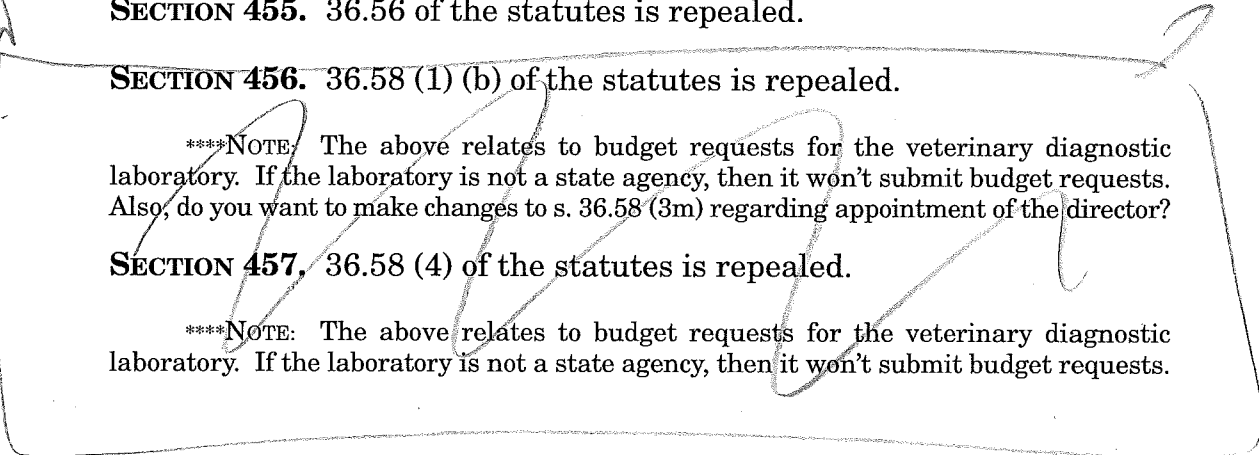 SECTION 455. 36.56 of the statutes is repealed.
SECTION 456. 36.58 (1) (b) of the statutes is repealed.
****NOTE: The above relates to budget requests for the veterinary diagnostic
laboratory. If the laboratory is not a state agency, then it won't submit budget requests.
Also, do you want to make changes to s. 36.58 (3m) regarding appointment of the director?
SECTION 457. 36.58 (4) of the statutes is repealed.
****NOTE: The above relates to budget requests for the veterinary diagnostic
laboratory. If the laboratory is not a state agency, then it won't submit budget requests.